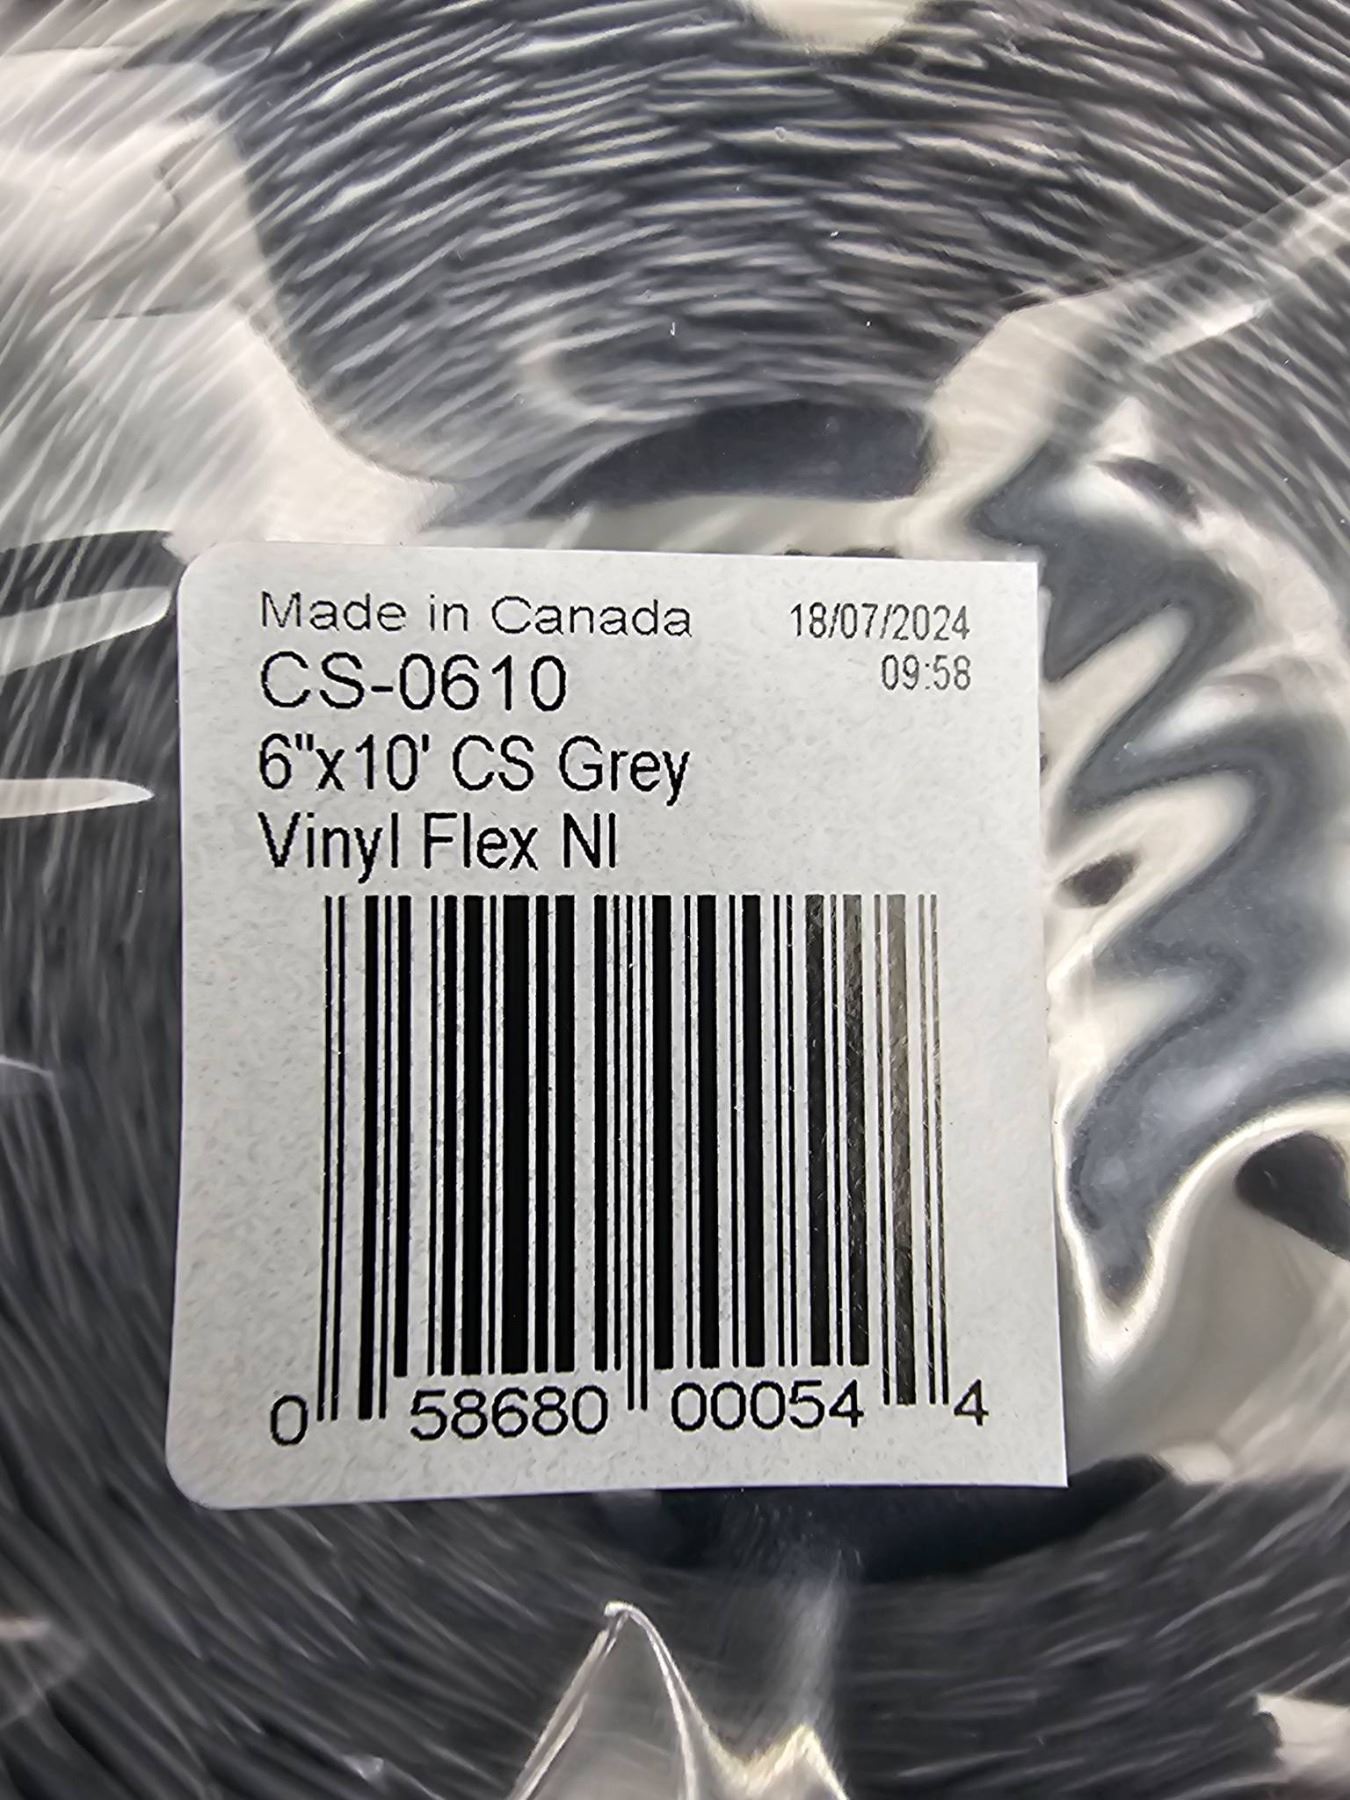 Made in Canada 18/07/2024
CS-0610 09:58
6"x10' CS Grey
Vinyl Flex NI
0 58680 00054 4